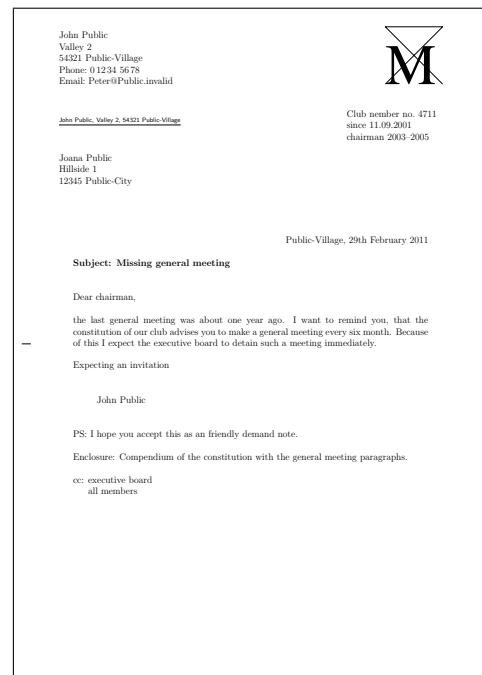 John Public
Valley 2
54321 Public-Village
Phone: 0 12 34 56 78
Email: Peter@Public.invalid
M
John Public, Valley 2, 54321 Public-Village
Club nember no. 4711
since 11.09.2001
chairman 2003–2005
Joana Public
Hillside 1
12345 Public-City
Public-Village, 29th February 2011
Subject: Missing general meeting
Dear chairman,
the last general meeting was about one year ago. I want to remind you, that the
constitution of our club advises you to make a general meeting every six month. Because
of this I expect the executive board to detain such a meeting immediately.
Expecting an invitation
John Public
PS: I hope you accept this as an friendly demand note.
Enclosure: Compendium of the constitution with the general meeting paragraphs.
cc: executive board
all members